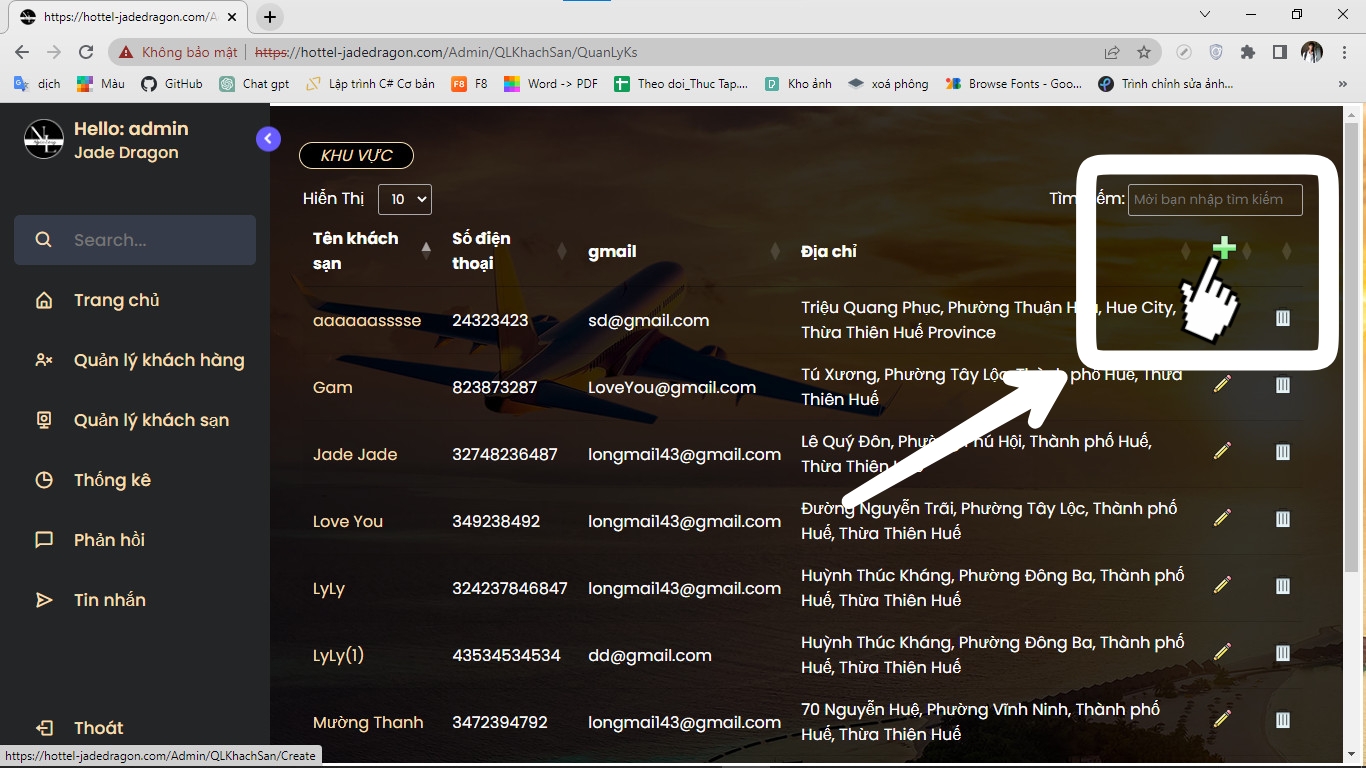 https://hottel-jadedragon.com/A
Không bảo mật
https://hottel-jadedragon.com/Admin/QLKhachSan/QuanLyKs
dịch
Màu
GitHub
Chat gpt
Lập trình C# Cơ bản
F8
F8
Word -> PDF
Theo doi_Thuc Tap,...
Kho ảnh
xoá phông
Browse Fonts - Goo...
Trình chỉnh sửa ảnh...
Hello: admin
Jade Dragon
Search...
Trang chủ
Quản lý khách hàng
Quản lý khách sạn
Thống kê
Phản hồi
Tin nhắn
Thoát
KHU VỰC
Hiển Thị 10
Mời bạn nhập tìm kiếm
Tên khách sạn
Số điện thoại
gmail
Địa chỉ
aaaaaasssse 24323423 sd@gmail.com Triệu Quang Phục, Phường Thuận Hue City,
Thừa Thiên Huế Province
Gam 823873287 LoveYou@gmail.com Tú Xương, Phường Tây Lộc, Thành phố Huế, Thừa
Thiên Huế
Jade Jade 32748236487 longmai143@gmail.com Lê Quý Đôn, Phường Phú Hội, Thành phố Huế,
Thừa Thiên
Love You 349238492 longmai143@gmail.com Đường Nguyễn Trãi, Phường Tây Lộc, Thành phố
Huế, Thừa Thiên Huế
LyLy 324237846847 longmai143@gmail.com Huỳnh Thúc Kháng, Phường Đông Ba, Thành phố
Huế, Thừa Thiên Huế
LyLy(1) 43534534534 dd@gmail.com Huỳnh Thúc Kháng, Phường Đông Ba, Thành phố
Huế, Thừa Thiên Huế
Mường Thanh 3472394792 longmai143@gmail.com 70 Nguyễn Huệ, Phường Vĩnh Ninh, Thành phố
Huế, Thừa Thiên Huế
https://hottel-jadedragon.com/Admin/QLKhachSan/Create